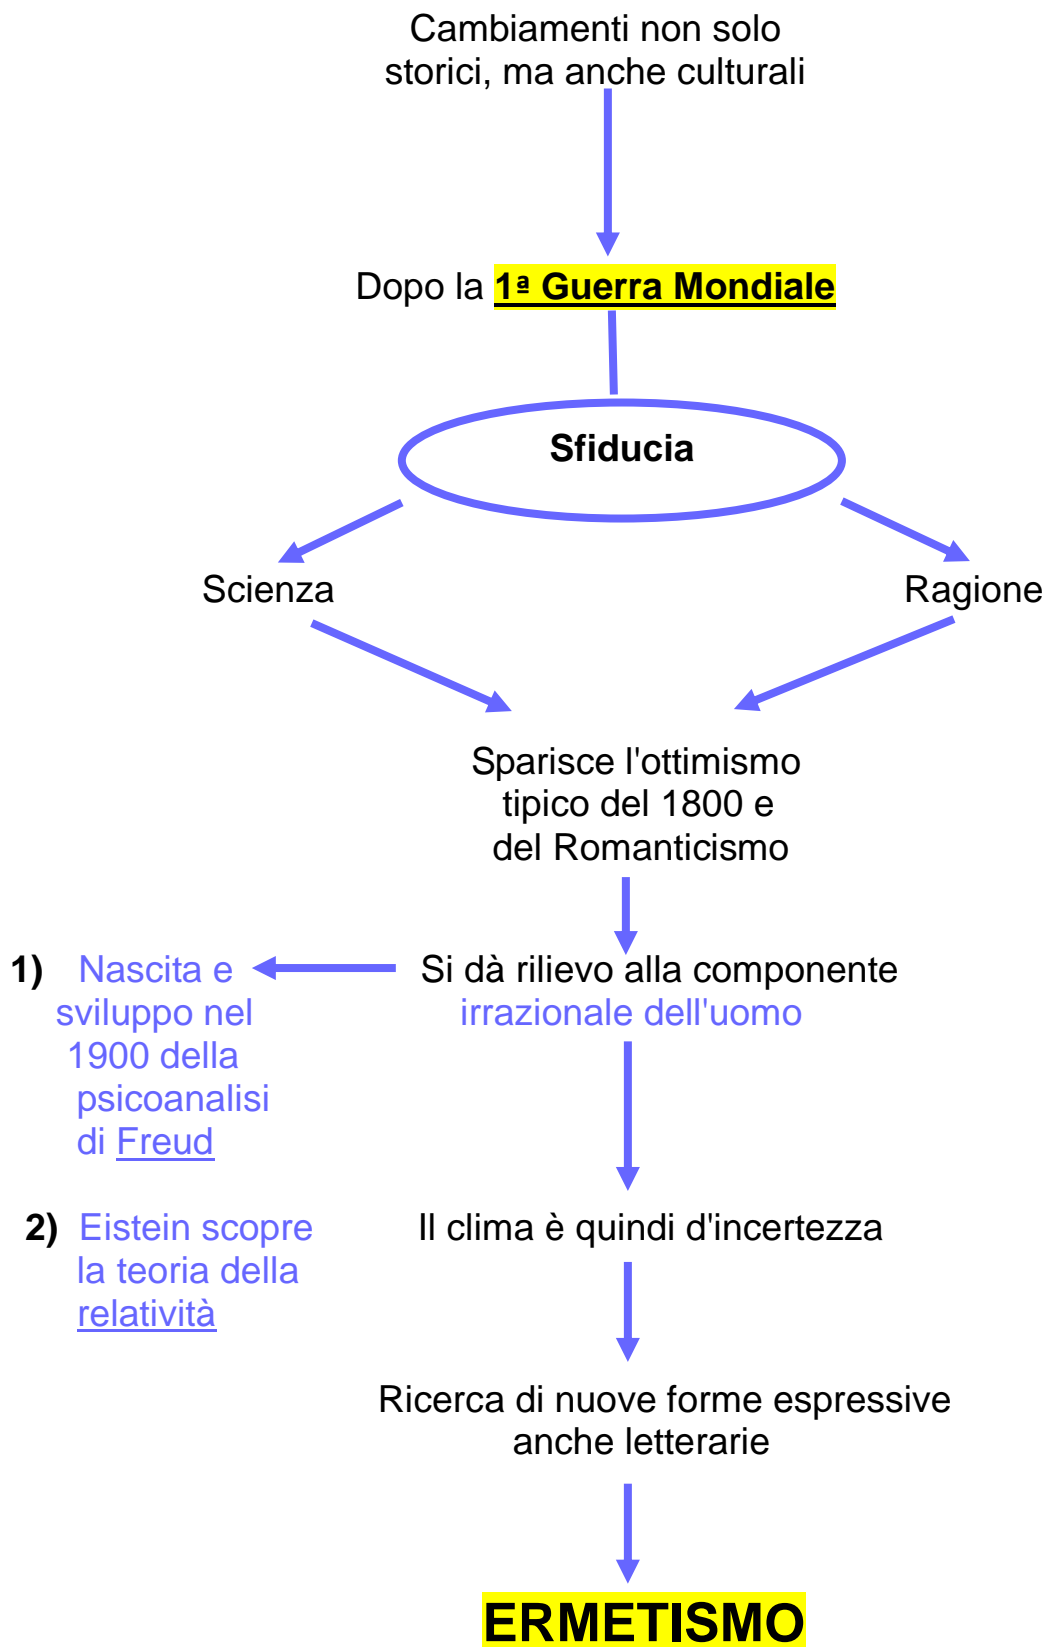 Cambiamenti non solo
storici, ma anche culturali
Dopo la 1ª Guerra Mondiale
Sfiducia
Scienza
Ragione
Sparisce l'ottimismo
tipico del 1800 e
del Romanticismo
Si dà rilievo alla componente
irrazionale dell'uomo
1) Nascita e
sviluppo nel
1900 della
psicoanalisi
di Freud
2) Eistein scopre
la teoria della
relatività
Il clima è quindi d'incertezza
Ricerca di nuove forme espressive
anche letterarie
ERMETISMO